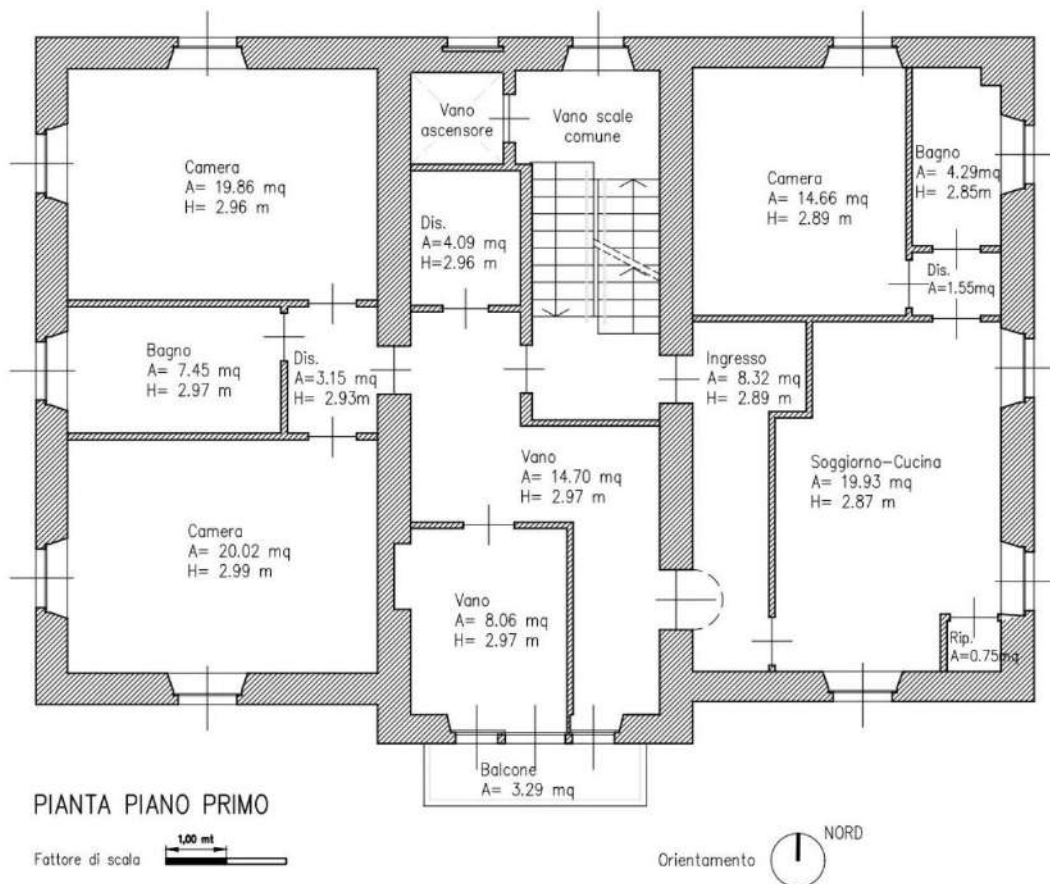 Vano
ascensore
Vano scale
comune
Camera
A= 19.86 mq
H= 2.96 m
Dis.
A=4.09 mq
H=2.96 m
Camera
A= 14.66 mq
H= 2.89 m
Bagno
A= 4.29mq
H= 2.85m
Dis.
A=1.55mq
Bagno
A= 7.45 mq
H= 2.97 m
Dis.
A=3.15 mq
H= 2.93m
Ingresso
A= 8.32 mq
H= 2.89 m
Vano
A= 14.70 mq
H= 2.97 m
Soggiorno-Cucina
A= 19.93 mq
H= 2.87 m
Camera
A= 20.02 mq
H= 2.99 m
Vano
A= 8.06 mq
H= 2.97 m
Rip.
A=0.75mq
Balcone
A= 3.29 mq
PIANTA PIANO PRIMO
1,00 mt
Fattore di scala
NORD
Orientamento